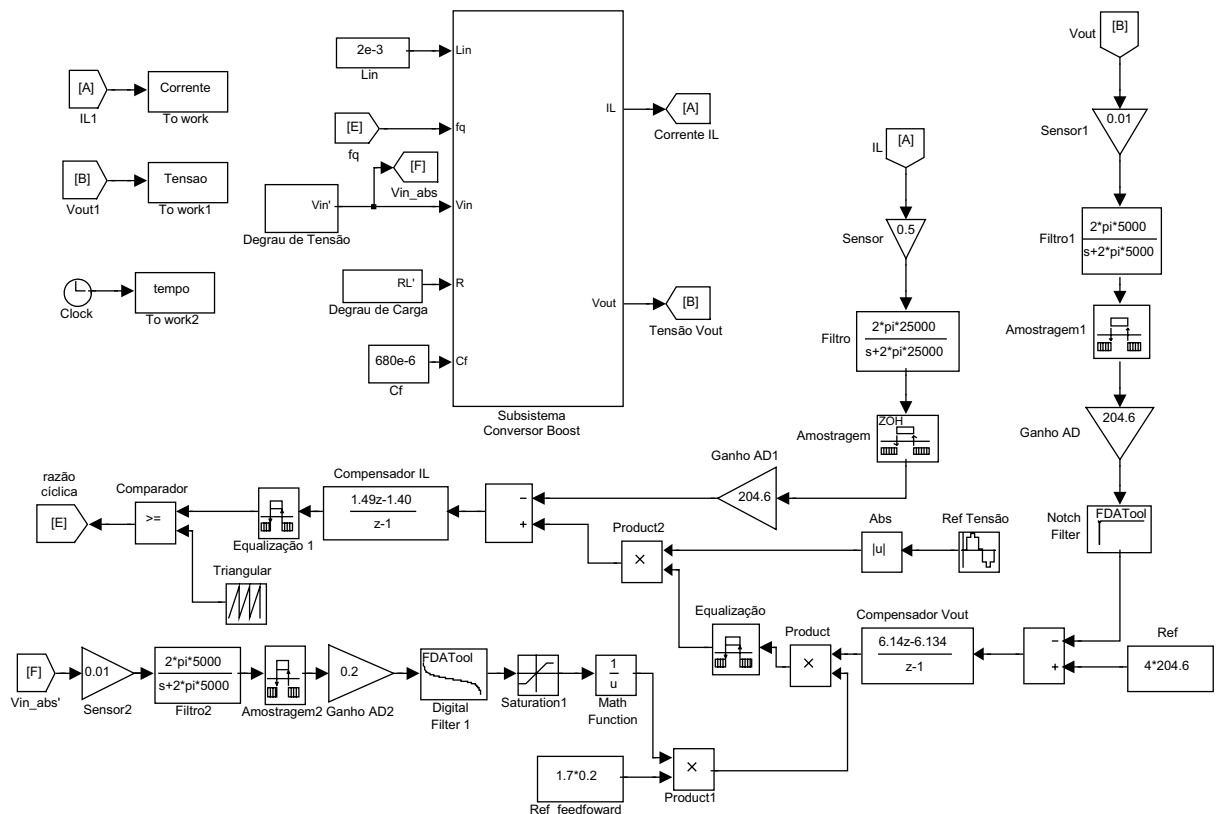 [A]
IL1
Corrente
To work
[B]
Vout1
Tensao
To work1
Clock
tempo
To work2
2e-3
Lin
[E]
fq
[F]
Vin_abs
Vin'
Degrau de Tensão
RL'
Degrau de Carga
680e-6
Cf
Lin
fq
Vin
R
Cf
IL
Vout
Subsistema
Conversor Boost
[A]
Corrente IL
[B]
Tensão Vout
IL
[A]
Sensor
0.5
Filtro
2*pi*25000
s+2*pi*25000
Amostragem
ZOH
Vout
[B]
Sensor1
0.01
Filtro1
2*pi*5000
s+2*pi*5000
Amostragem1
Ganho AD
204.6
Notch
Filter
FDATool
razão
cíclica
[E]
Comparador
>=
Triangular
Equalização 1
Compensador IL
1.49z-1.40
z-1
−
+
Ganho AD1
204.6
Product2
×
Abs
|u|
Ref Tensão
Equalização
Product
×
Compensador Vout
6.14z-6.134
z-1
−
+
Ref
4*204.6
[F]
Vin_abs'
0.01
Sensor2
2*pi*5000
s+2*pi*5000
Filtro2
Amostragem2
0.2
Ganho AD2
FDATool
Digital
Filter 1
Saturation1
1
u
Math
Function
1.7*0.2
Ref_feedfoward
×
Product1